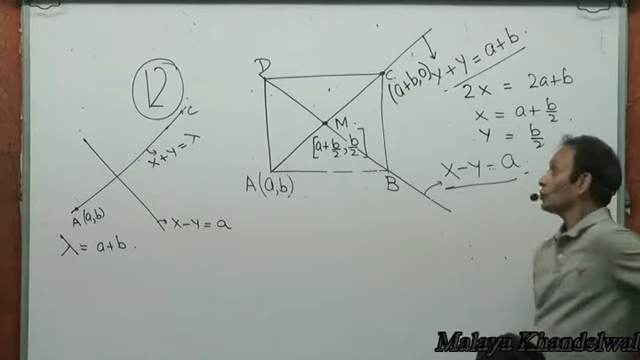 12
C
x+y=λ
A(a,b)
x-y=a
λ=a+b.
D
C
(a+b,0)
M
[a+b/2, b/2]
A(a,b)
B
x+y=a+b.
2x = 2a+b
x = a+b/2
y = b/2.
x-y=a
Malaya Khandelwal